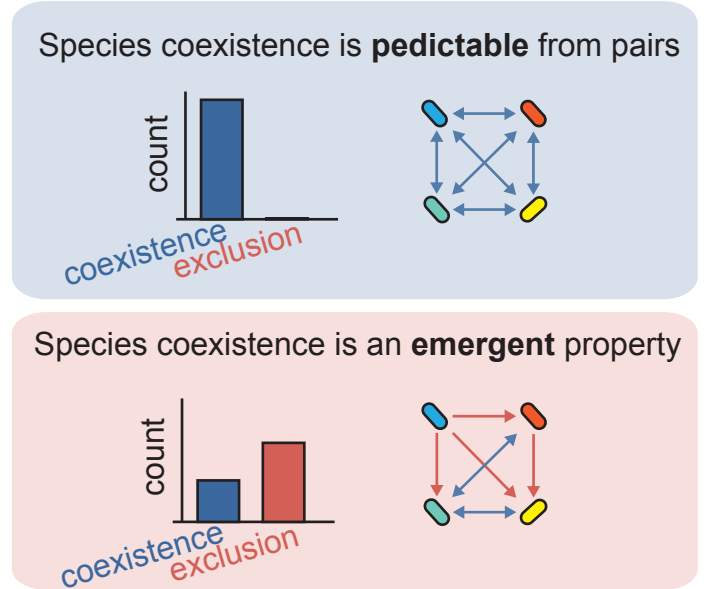 Species coexistence is pedictable from pairs
count
coexistence
exclusion
Species coexistence is an emergent property
count
coexistence
exclusion